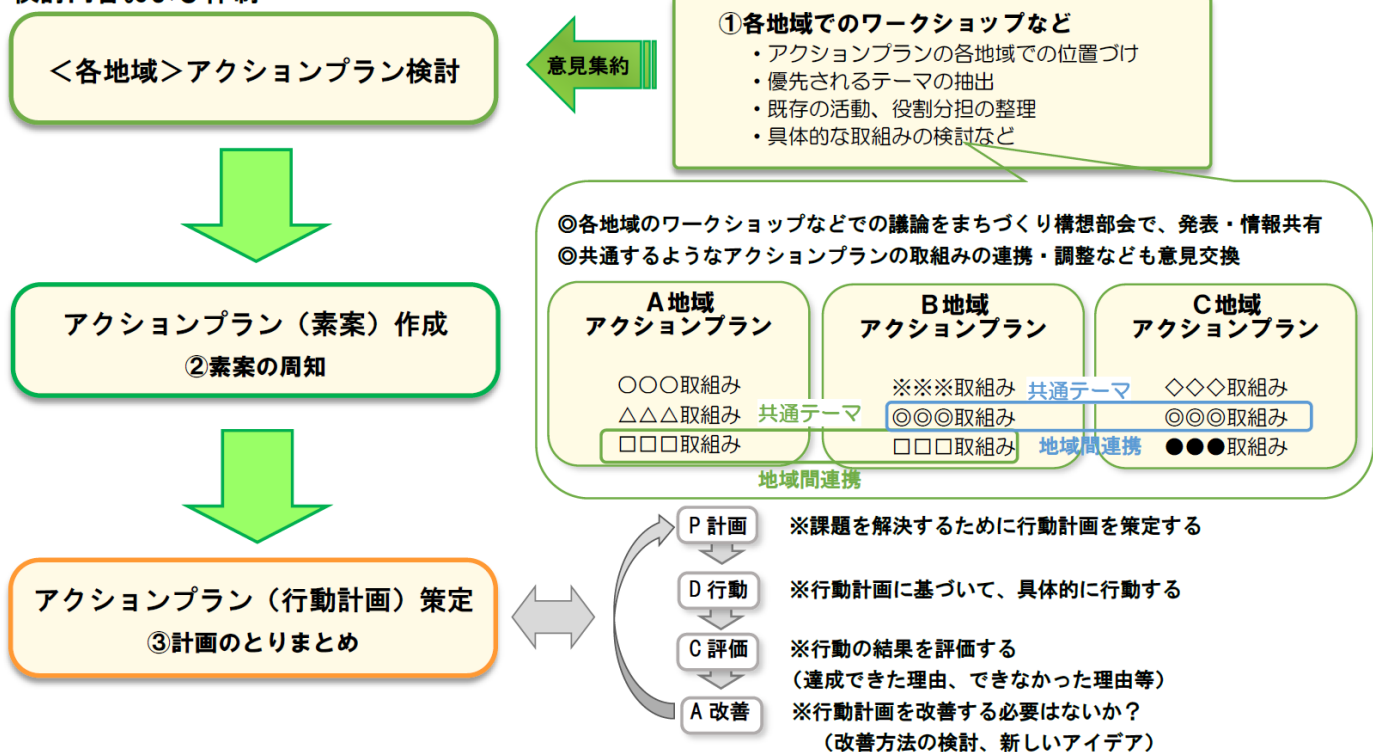 ＜各地域＞アクションプラン検討
意見集約
①各地域でのワークショップなど
・アクションプランの各地域での位置づけ
・優先されるテーマの抽出
・既存の活動、役割分担の整理
・具体的な取組みの検討など
◎各地域のワークショップなどでの議論をまちづくり構想部会で、発表・情報共有
◎共通するようなアクションプランの取組みの連携・調整なども意見交換
A地域
アクションプラン
○○○取組み
△△△取組み
□□□取組み
共通テーマ
地域間連携
B地域
アクションプラン
※※※取組み
◎◎◎取組み
□□□取組み
共通テーマ
地域間連携
C地域
アクションプラン
◇◇◇取組み
◎◎◎取組み
●●●取組み
アクションプラン（素案）作成
②素案の周知
アクションプラン（行動計画）策定
③計画のとりまとめ
P 計画
※課題を解決するために行動計画を策定する
D 行動
※行動計画に基づいて、具体的に行動する
C 評価
※行動の結果を評価する
（達成できた理由、できなかった理由等）
A 改善
※行動計画を改善する必要はないか？
（改善方法の検討、新しいアイデア）